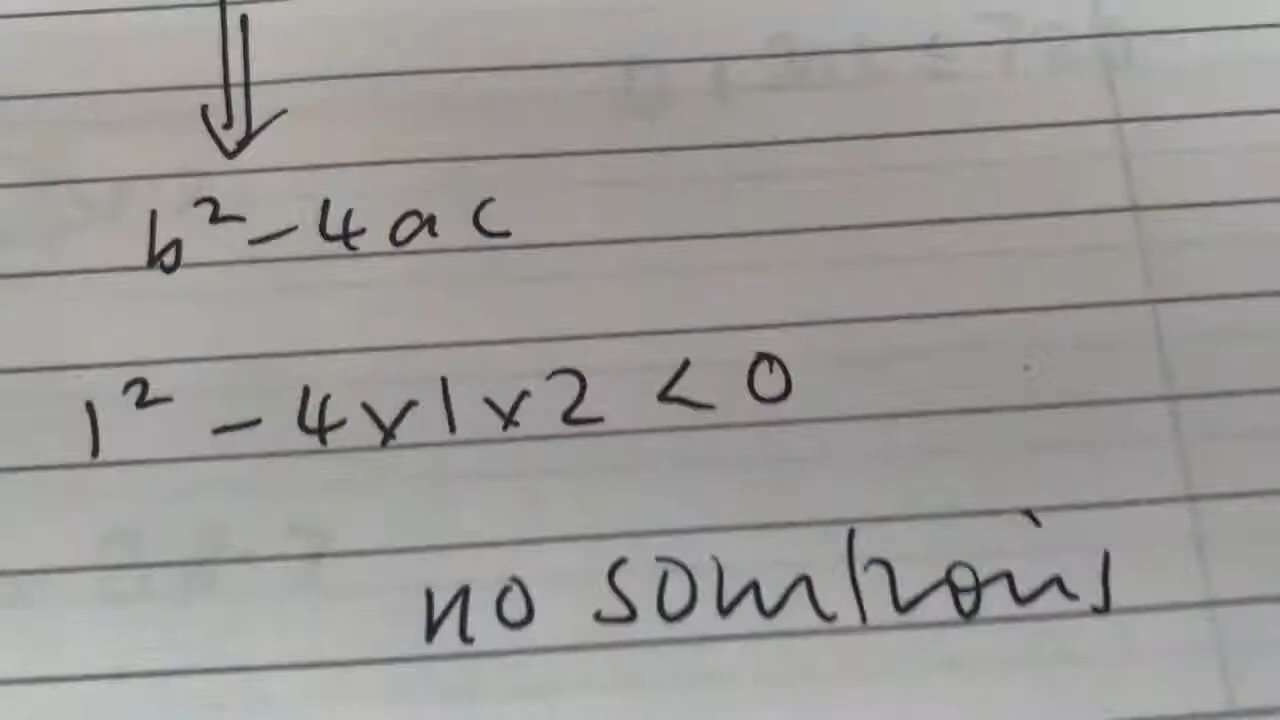 b² - 4ac
1² - 4×1×2 < 0
no solutions